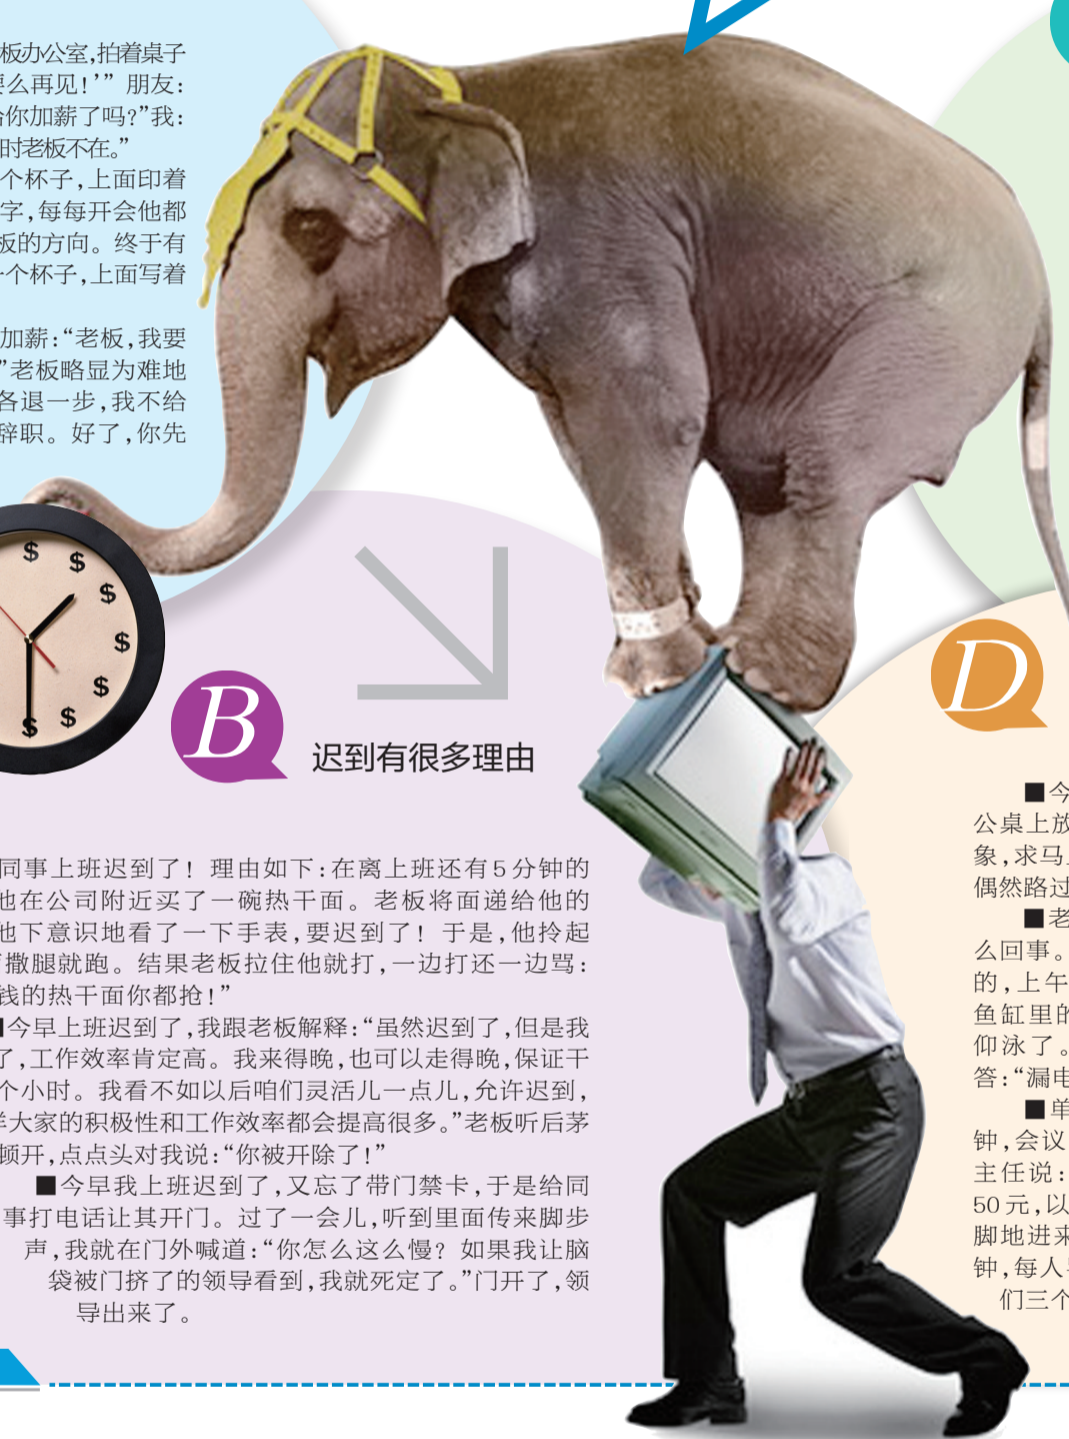 板办公室,拍着桌子
么再见!’”朋友:
你加薪了吗?”我:
时老板不在。”
个杯子,上面印着
字,每每开会他都
板的方向。终于有
个杯子,上面写着
加薪:“老板,我要
”老板略显为难地
各退一步,我不给
辞职。好了,你先
$
$
$
$
$
$
$
B
迟到有很多理由
同事上班迟到了!理由如下:在离上班还有5分钟的
他在公司附近买了一碗热干面。老板将面递给他的
他下意识地看了一下手表,要迟到了!于是,他拎起
撒腿就跑。结果老板拉住他就打,一边打还一边骂:
钱的热干面你都抢!”
■今早上班迟到了,我跟老板解释:“虽然迟到了,但是我
了,工作效率肯定高。我来得晚,也可以走得晚,保证干
个小时。我看不如以后咱们灵活儿一点儿,允许迟到,
样大家的积极性和工作效率都会提高很多。”老板听后茅
顿开,点点头对我说:“你被开除了!”
■今早我上班迟到了,又忘了带门禁卡,于是给同
事打电话让其开门。过了一会儿,听到里面传来脚步
声,我就在门外喊道:“你怎么这么慢?如果我让脑
袋被门挤了的领导看到,我就死定了。”门开了,领
导出来了。
D
■今
公桌上放
象,求马
偶然路过
■老
么回事。
的,上午
鱼缸里的
仰泳了。
答:“漏电
■单
钟,会议
主任说:
50元,以
脚地进来
钟,每人
们三个